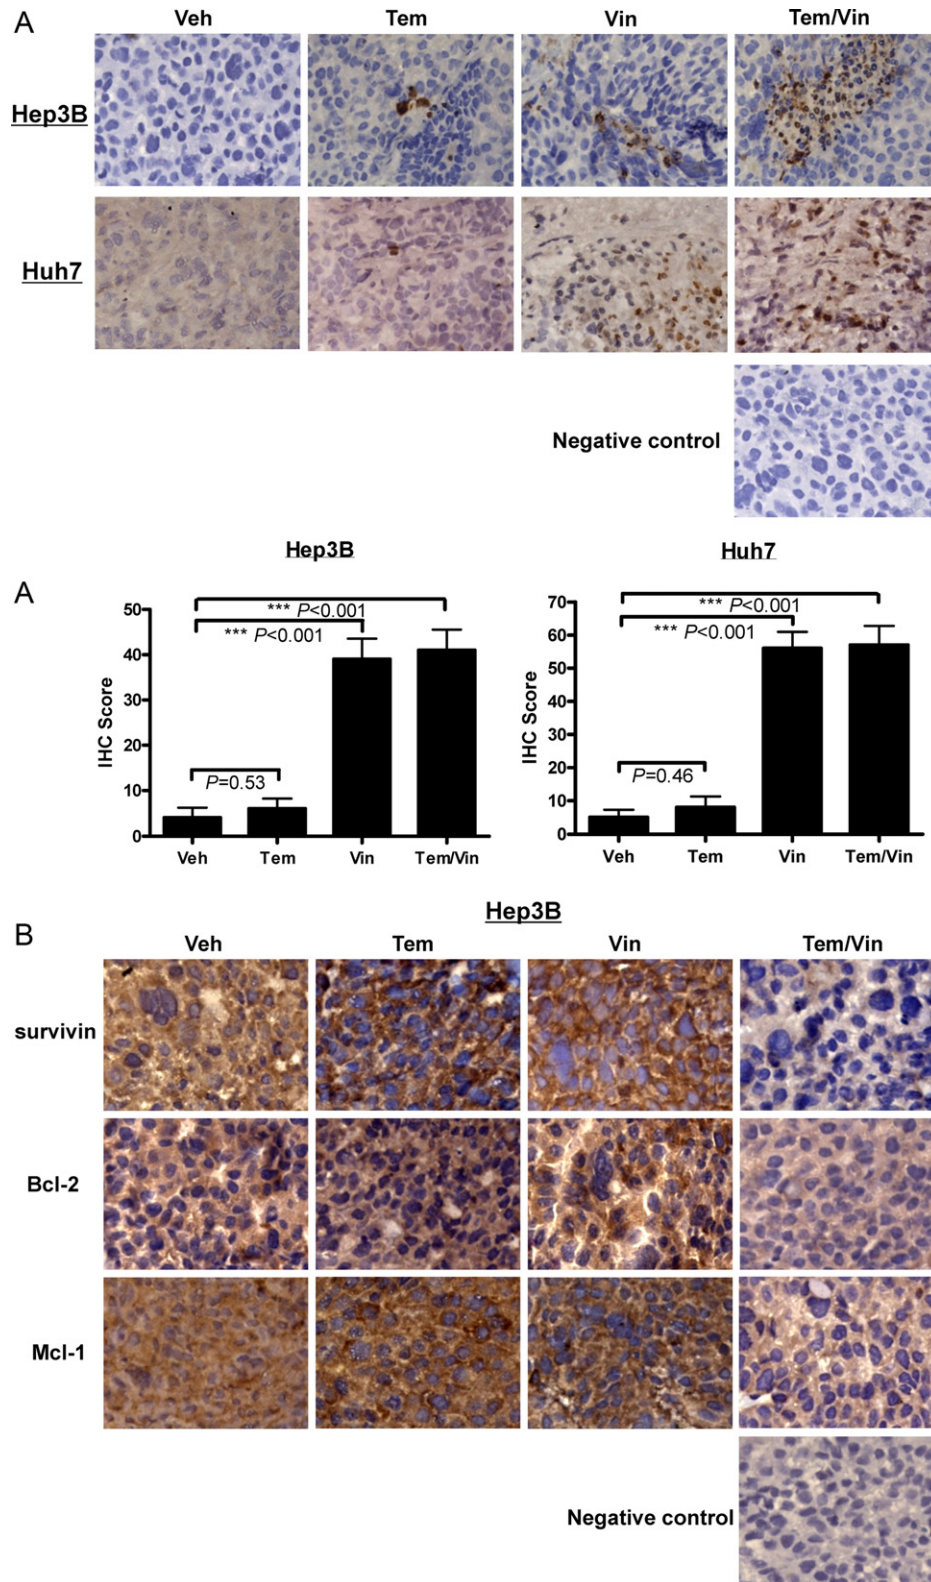 A
Veh Tem Vin Tem/Vin
Hep3B
Huh7
Negative control
Hep3B Huh7
A
IHC Score
50
40
30
20
10
0
*** P<0.001
*** P<0.001
P=0.53
Veh Tem Vin Tem/Vin
IHC Score
70
60
50
40
30
20
10
0
*** P<0.001
*** P<0.001
P=0.46
Veh Tem Vin Tem/Vin
Hep3B
B
Veh Tem Vin Tem/Vin
survivin
Bcl-2
Mcl-1
Negative control